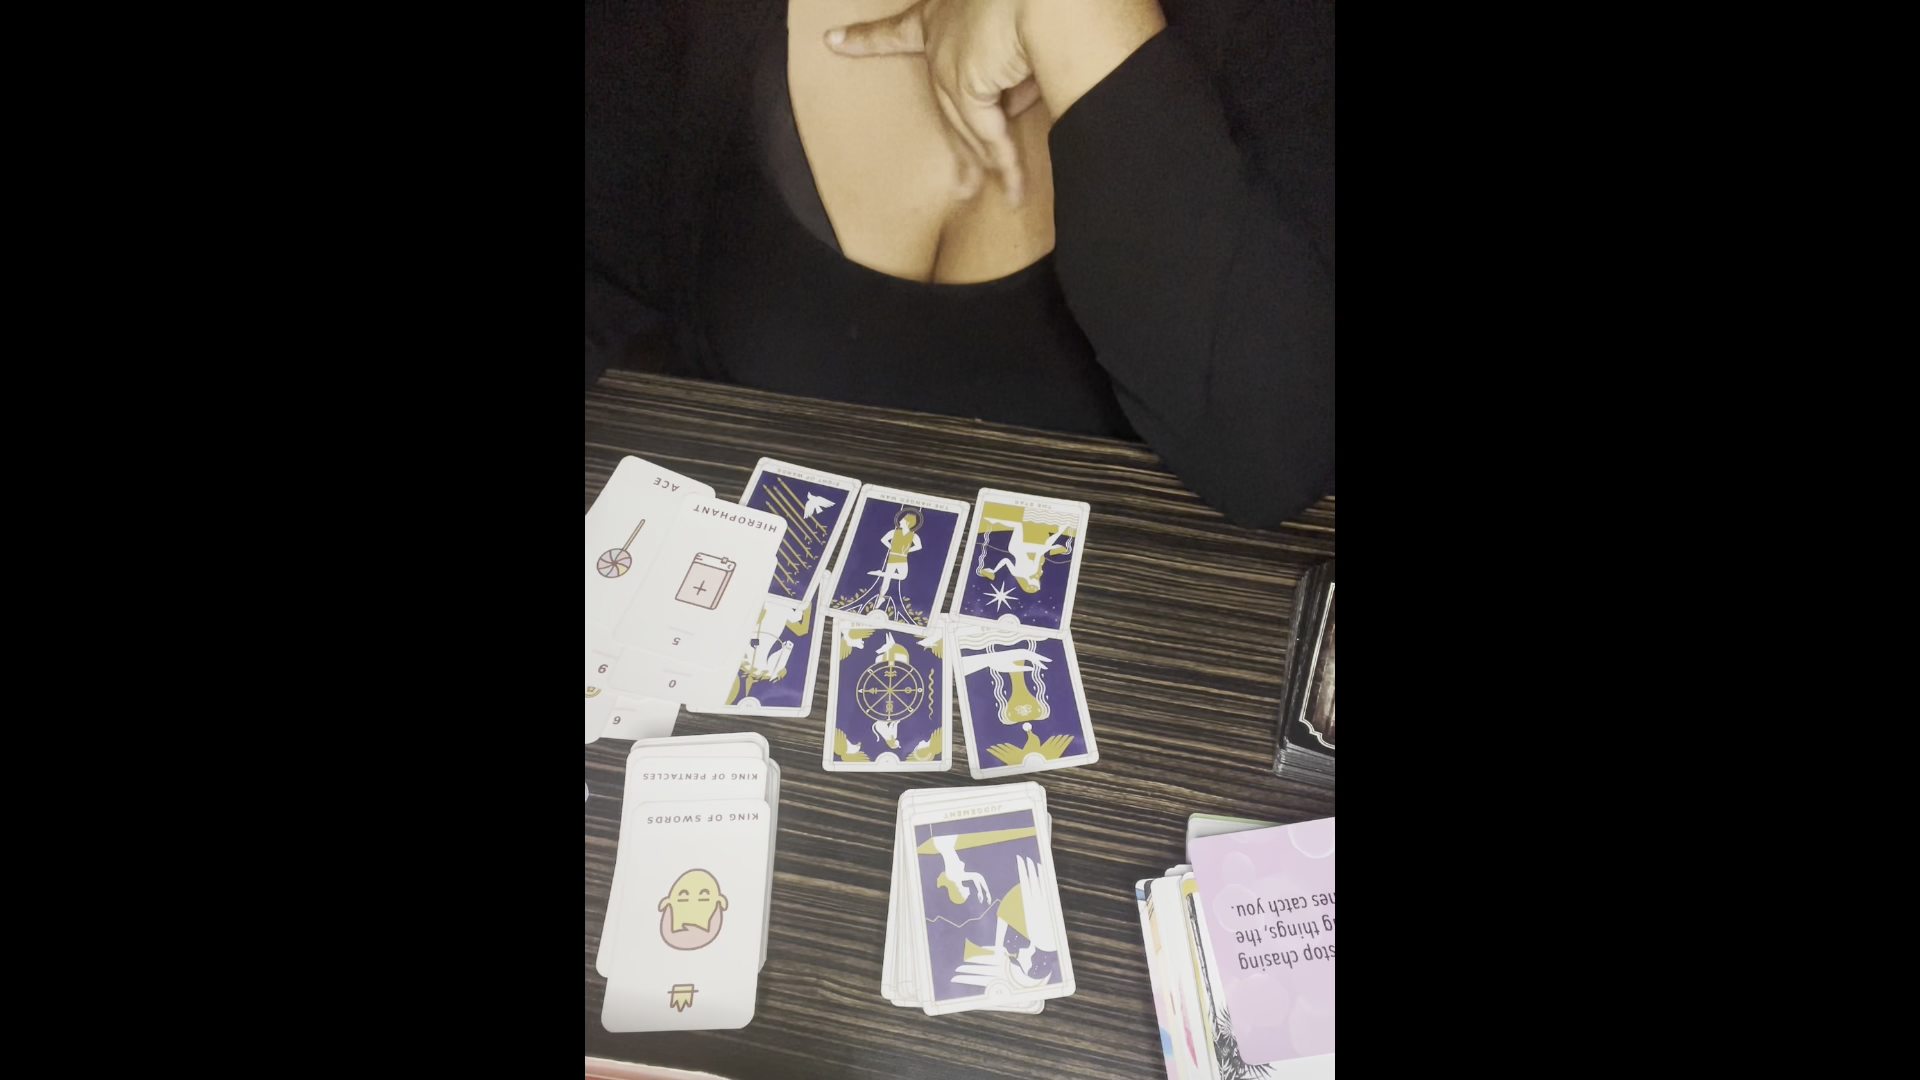 ACE
HIEROPHANT
5
0
9
6
EIGHT OF WANDS
THE HANGED MAN
THE STAR
KING OF PENTACLES
KING OF SWORDS
JUDGEMENT
stop chasing
g things, the
nes catch you.